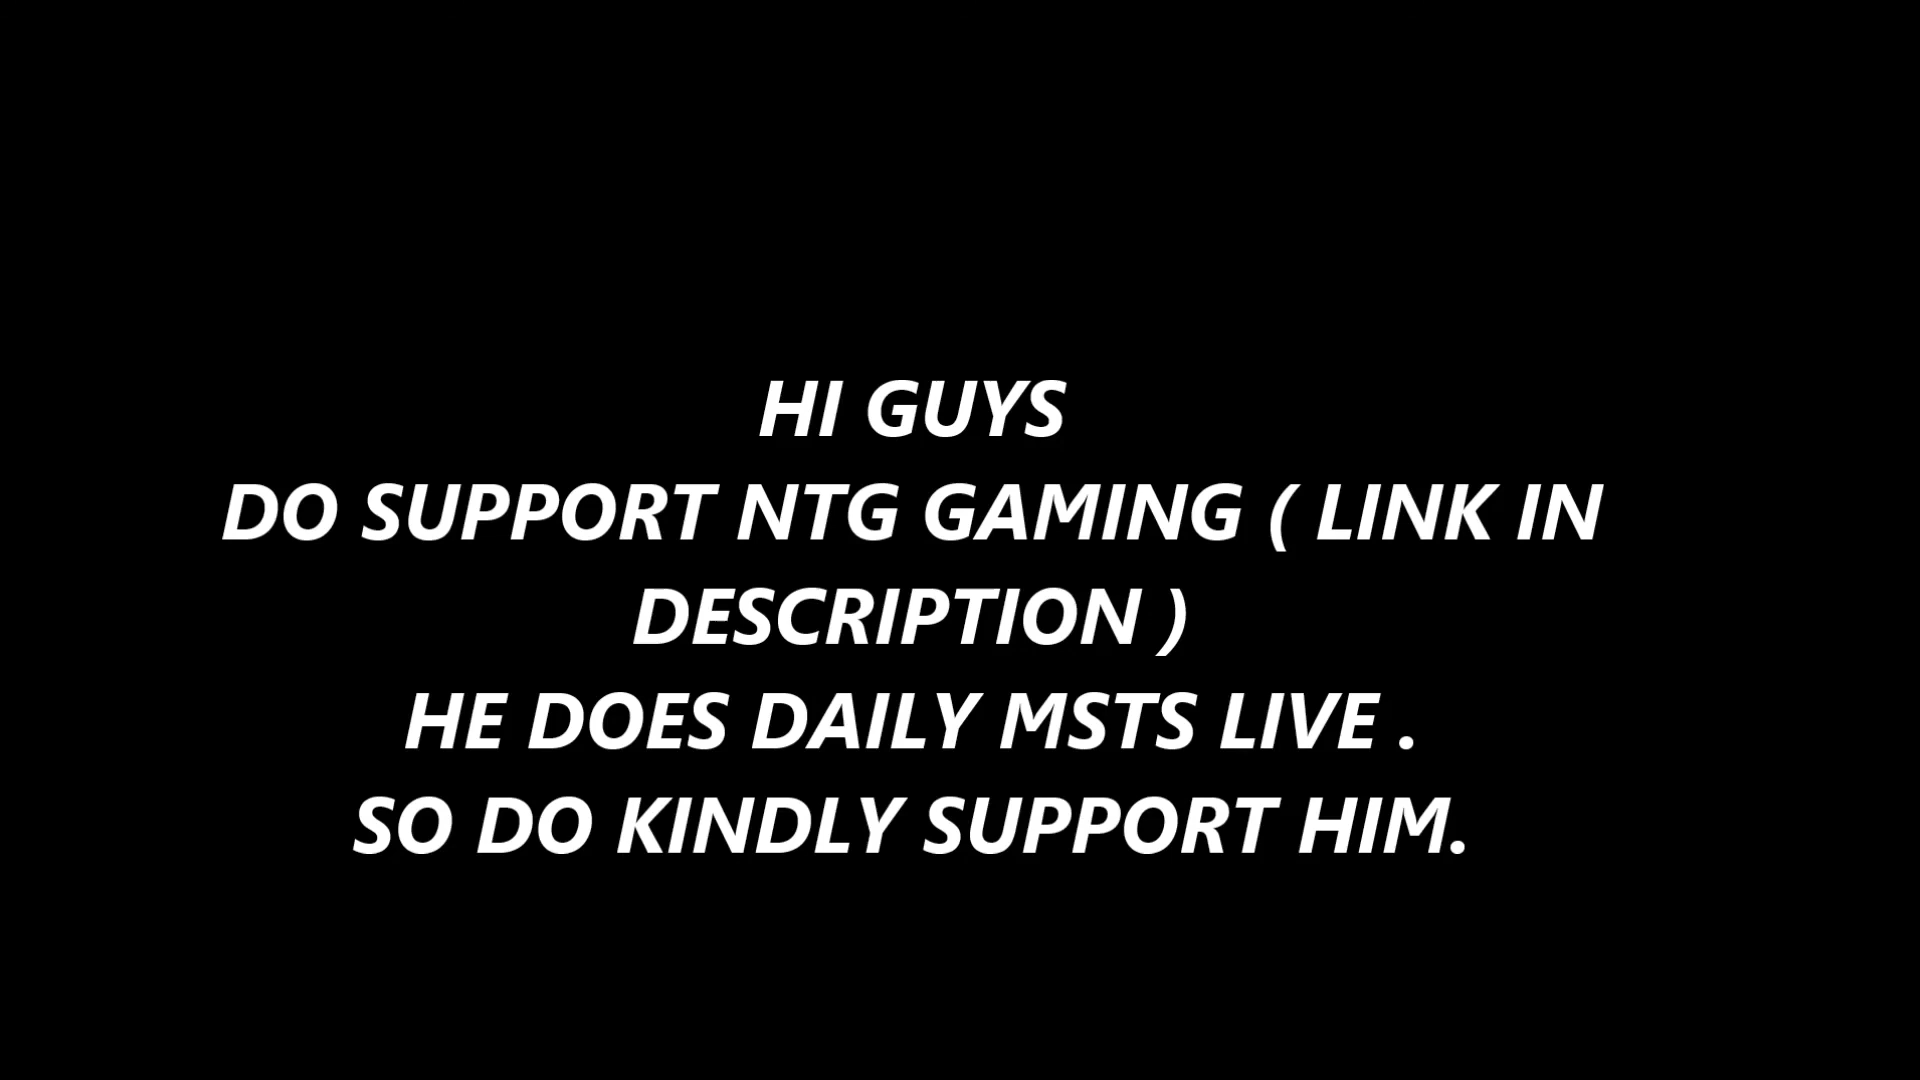 HI GUYS
DO SUPPORT NTG GAMING ( LINK IN
DESCRIPTION )
HE DOES DAILY MSTS LIVE .
SO DO KINDLY SUPPORT HIM.